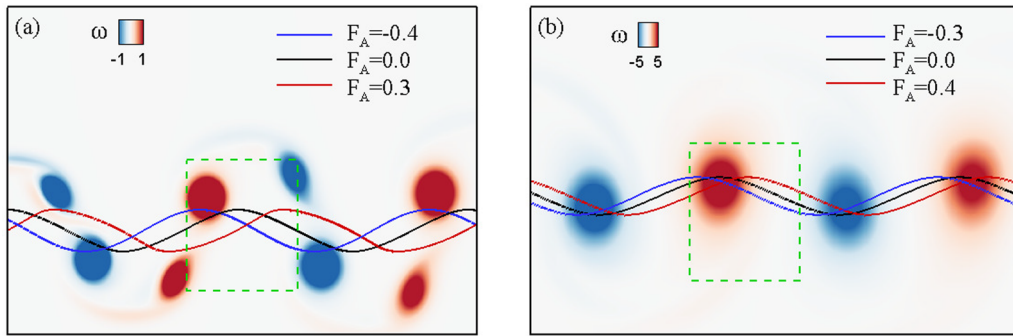 (a)
ω
-1 1
F_A=-0.4
F_A=0.0
F_A=0.3
(b)
ω
-5 5
F_A=-0.3
F_A=0.0
F_A=0.4